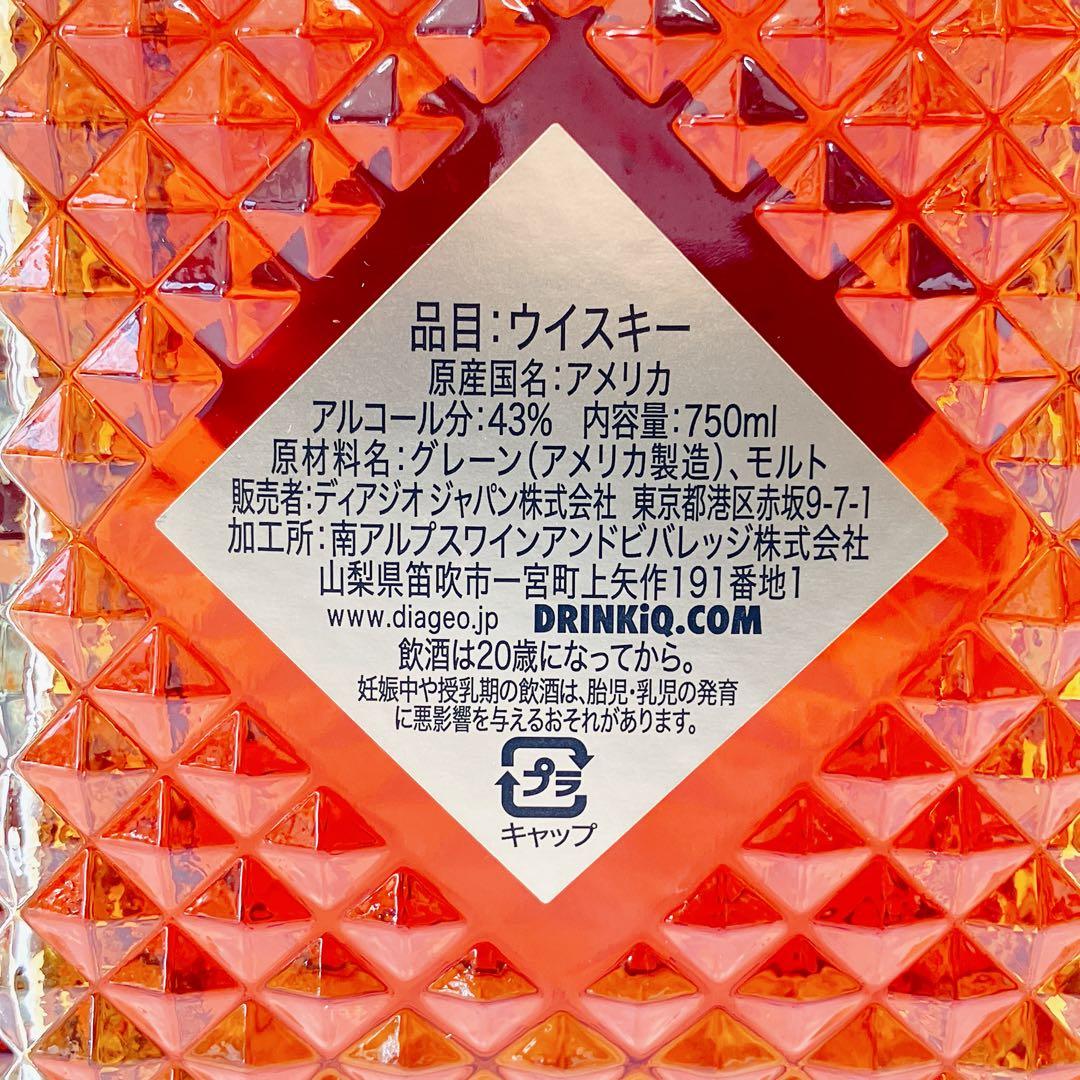 品目:ウイスキー
原産国名:アメリカ
アルコール分:43% 内容量:750ml
原材料名:グレーン(アメリカ製造)、モルト
販売者:ディアジオ ジャパン株式会社 東京都港区赤坂9-7-1
加工所:南アルプスワインアンドビバレッジ株式会社
山梨県笛吹市一宮町上矢作191番地1
www.diageo.jp DRINKiQ.COM
飲酒は20歳になってから。
妊娠中や授乳期の飲酒は、胎児・乳児の発育
に悪影響を与えるおそれがあります。
プラ
キャップ